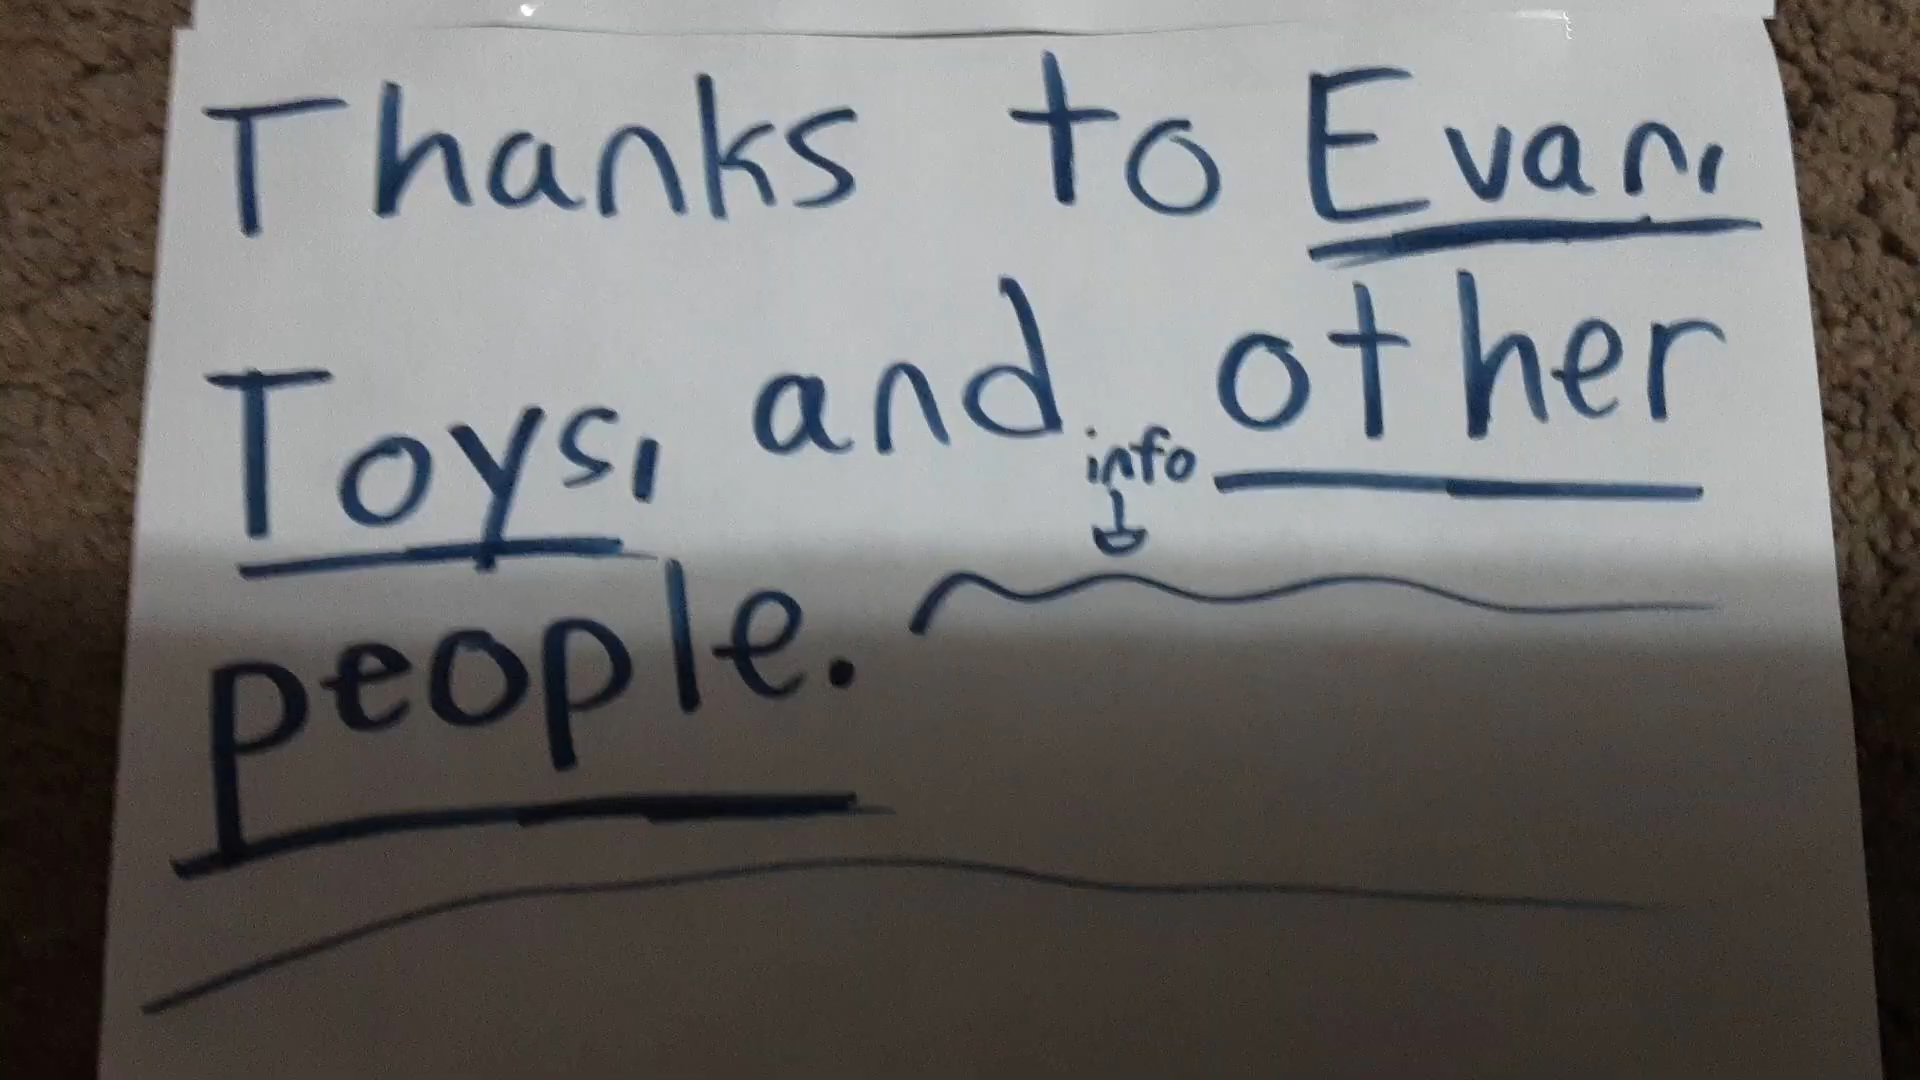 Thanks to Evan,
Toys, and other
info
people.